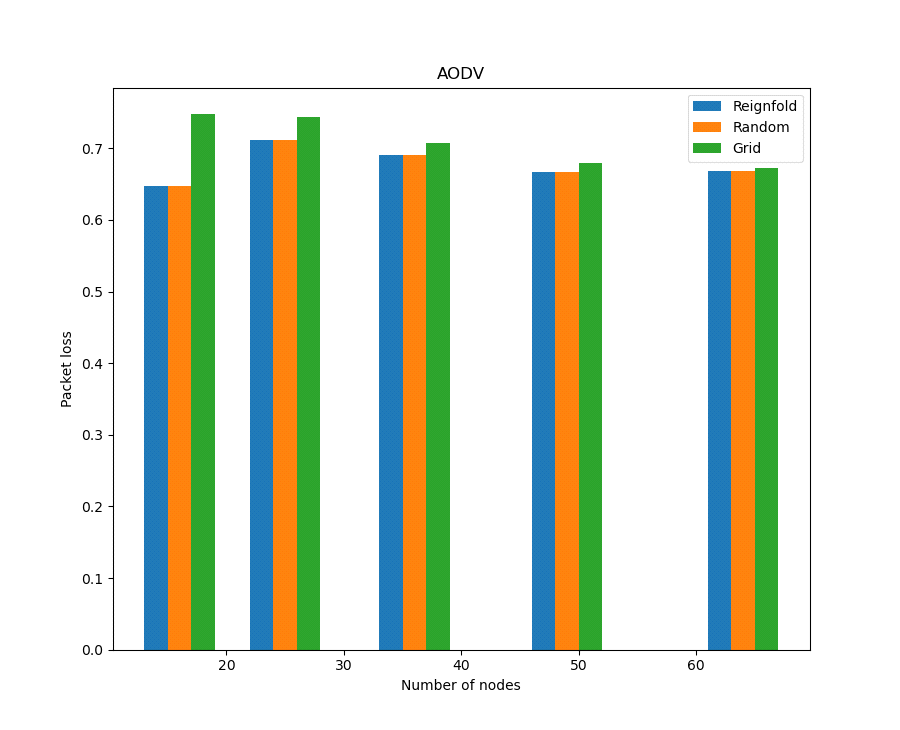 AODV
Reignfold
Random
Grid
Packet loss
0.7
0.6
0.5
0.4
0.3
0.2
0.1
0.0
20 30 40 50 60
Number of nodes